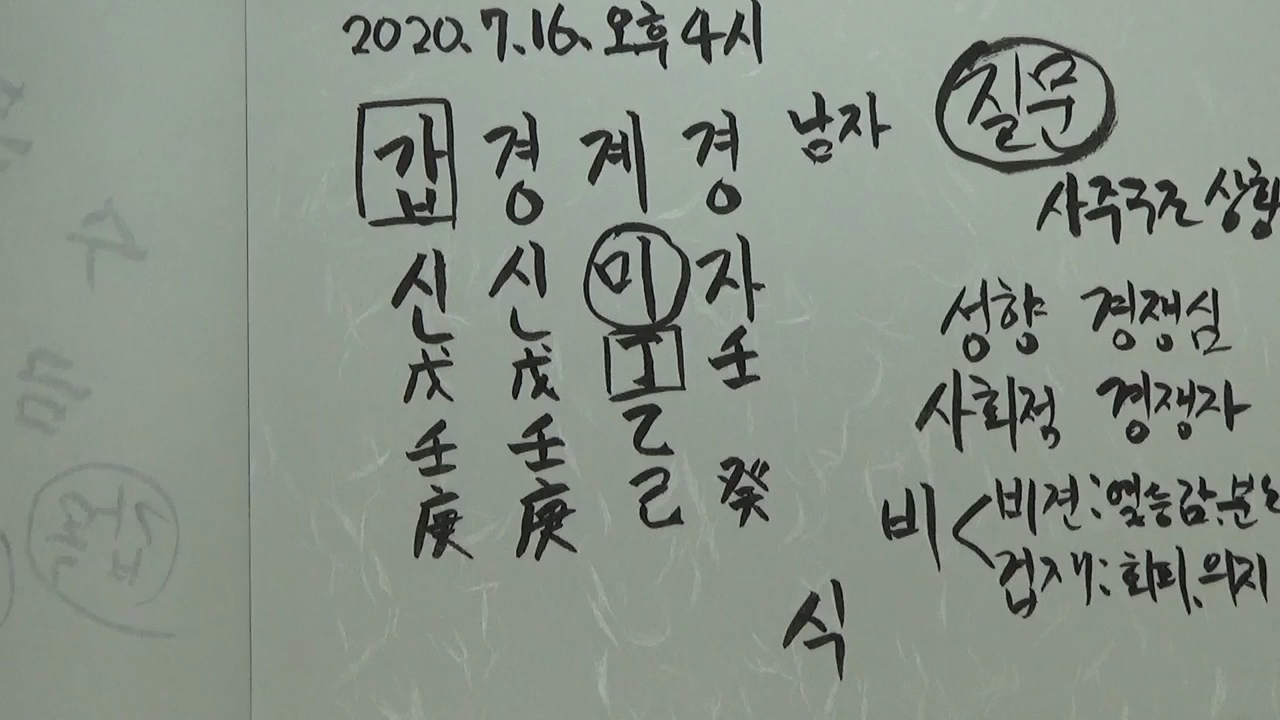 2020. 7. 16. 오후 4시
갑 경 계 경 남자
신 신 미 자
戊 戊 丁 壬
壬 壬 乙
庚 庚 己 癸
질문
사주구조 상황
성향 경쟁심
사회적 경쟁자
비 < 비견: 열등감.분노
겁재: 회피.의지
식